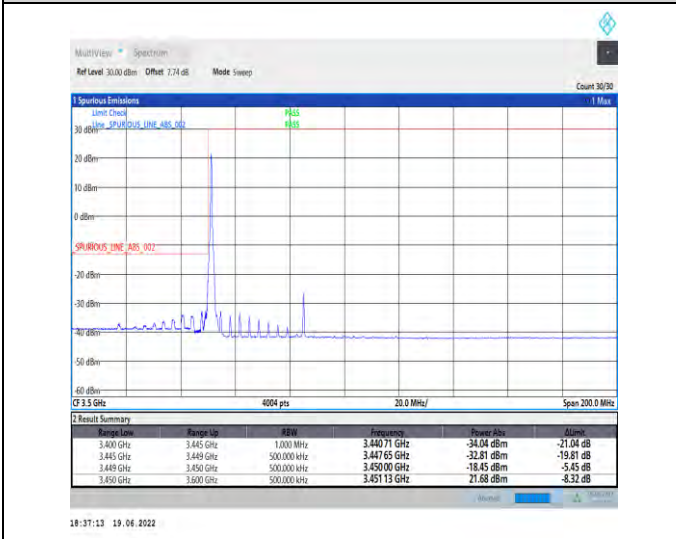 MultiView Spectrum
Ref Level 30.00 dBm Offset 7.74 dB Mode Sweep
Count 30/30
1 Spurious Emissions 1 Max
Limit Check PASS
Line _SPURIOUS_LINE_ABS_002 PASS
30 dBm
20 dBm
10 dBm
0 dBm
_SPURIOUS_LINE_ABS_002
-20 dBm
-30 dBm
-40 dBm
-50 dBm
-60 dBm
CF 3.5 GHz 4004 pts 20.0 MHz/ Span 200.0 MHz
2 Result Summary
Range Low Range Up RBW Frequency Power Abs ΔLimit
3.400 GHz 3.445 GHz 1.000 MHz 3.440 71 GHz -34.04 dBm -21.04 dB
3.445 GHz 3.449 GHz 500.000 kHz 3.447 65 GHz -32.81 dBm -19.81 dB
3.449 GHz 3.450 GHz 500.000 kHz 3.450 00 GHz -18.45 dBm -5.45 dB
3.450 GHz 3.600 GHz 500.000 kHz 3.451 13 GHz 21.68 dBm -8.32 dB
18:37:13 19.06.2022